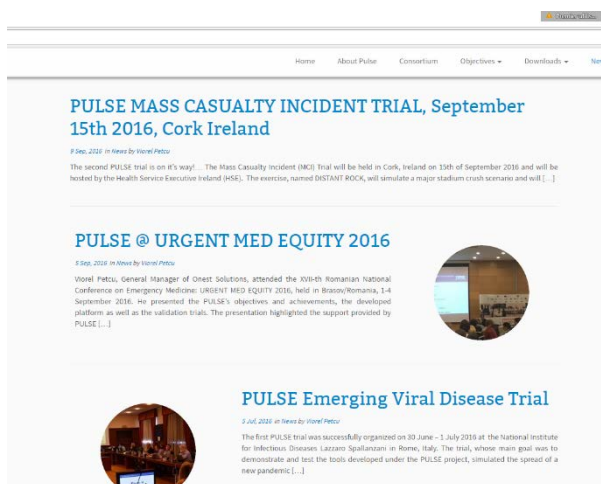 Home About Pulse Consortium Objectives Downloads
PULSE MASS CASUALTY INCIDENT TRIAL, September
15th 2016, Cork Ireland
9 Sep, 2016 in News by Viorel Petcu
The second PULSE trial is on it's way!... The Mass Casualty Incident (MCI) Trial will be held in Cork, Ireland on 15th of September 2016 and will be
hosted by the Health Service Executive Ireland (HSE). The exercise, named DISTANT ROCK, will simulate a major stadium crush scenario and will [...]
PULSE @ URGENT MED EQUITY 2016
Sep, 2016 in News by Viorel Petcu
Viorel Petcu, General Manager of Onest Solutions, attended the XVII-th Romanian National
Conference on Emergency Medicine: URGENT MED EQUITY 2016, held in Brasov/Romania, 1-4
September 2016. He presented the PULSE's objectives and achievements, the developed
platform as well as the validation trials. The presentation highlighted the support provided by
PULSE [...]
PULSE Emerging Viral Disease Trial
5 Jul, 2016 in News by Viorel Petcu
The first PULSE trial was successfully organized on 30 June – 1 July 2016 at the National Institute
for Infectious Diseases Lazzaro Spallanzani in Rome, Italy. The trial, whose main goal was to
demonstrate and test the tools developed under the PULSE project, simulated the spread of a
new pandemic [...]